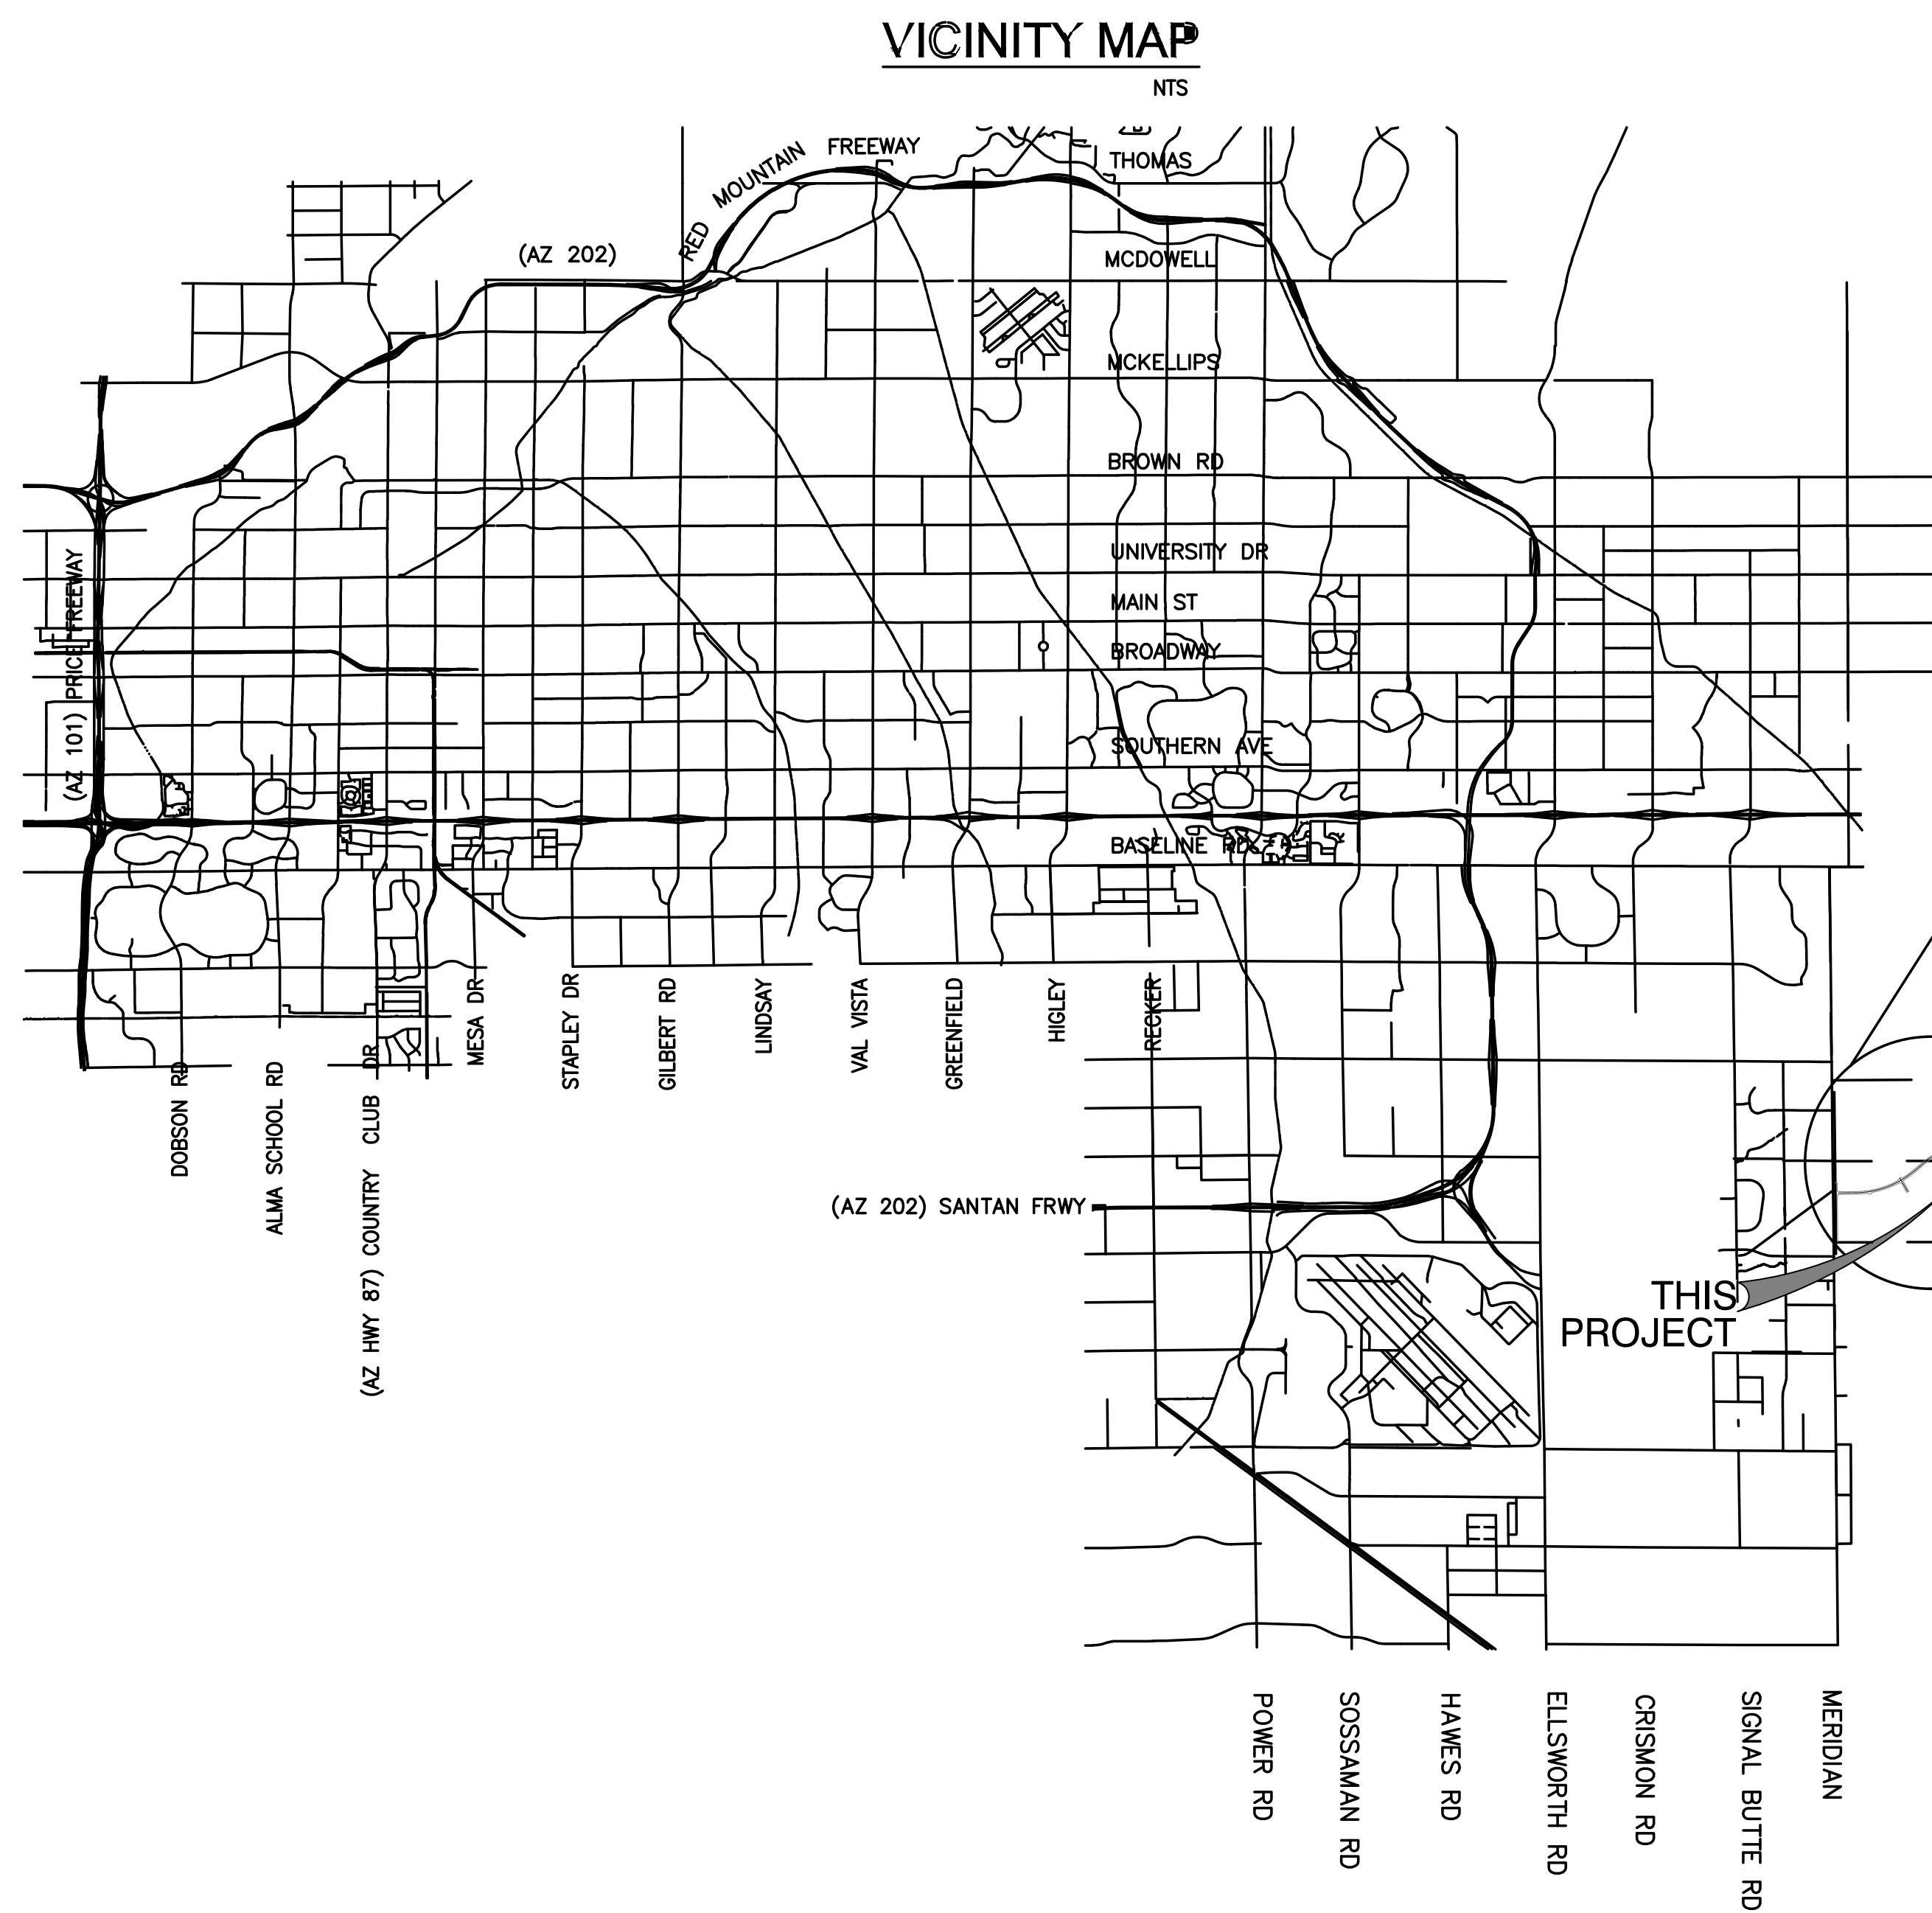 VICINITY MAP
NTS
RED MOUNTAIN FREEWAY
(AZ 202)
THOMAS
MCDOWELL
MCKELLIPS
BROWN RD
UNIVERSITY DR
MAIN ST
BROADWAY
SOUTHERN AVE
BASELINE RD
(AZ 101) PRICE FREEWAY
DOBSON RD
ALMA SCHOOL RD
(AZ HWY 87) COUNTRY CLUB DR
MESA DR
STAPLEY DR
GILBERT RD
LINDSAY
VAL VISTA
GREENFIELD
HIGLEY
RECKER
(AZ 202) SANTAN FRWY
THIS
PROJECT
POWER RD
SOSSAMAN RD
HAWES RD
ELLSWORTH RD
CRISMON RD
SIGNAL BUTTE RD
MERIDIAN